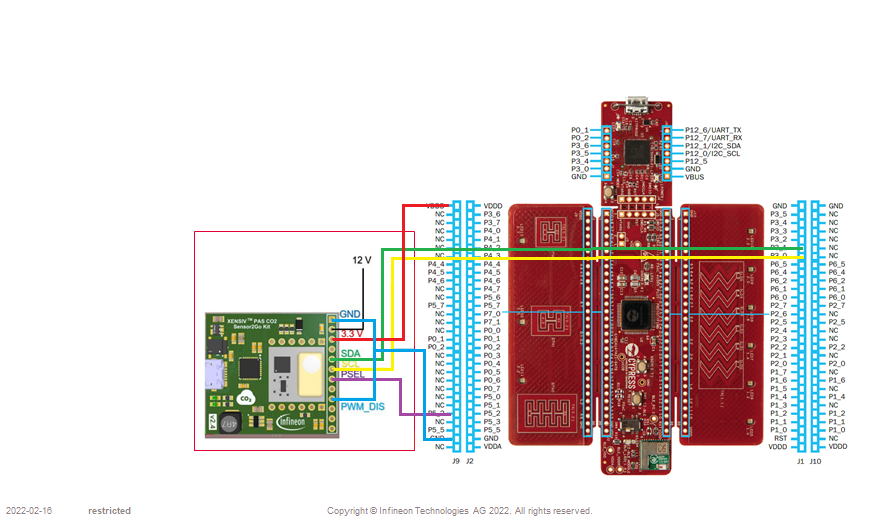 P0_1
P0_2
P3_6
P3_5
P3_4
P3_0
GND
P12_6/UART_TX
P12_7/UART_RX
P12_1/I2C_SDA
P12_0/I2C_SCL
P12_5
GND
VBUS
12 V
GND
3.3 V
SDA
SCL
PSEL
PWM_DIS
XENSIV™ PAS CO2
Sensor2Go Kit
CO₂
V2.4
4R7
infineon
NC
NC
NC
NC
NC
NC
P4_4
P4_5
P4_6
NC
NC
P5_7
P7_0
NC
NC
P0_1
P0_2
NC
NC
NC
NC
NC
NC
NC
P5_2
NC
P5_5
GND
NC
J9
VDDD
P3_6
P3_7
P4_0
P4_1
P4_2
P4_3
P4_4
P4_5
P4_6
P4_7
P5_6
P5_7
P7_0
P7_1
P0_0
P0_1
P0_2
P0_3
P0_4
P0_5
P0_6
P0_7
P5_0
P5_1
P5_2
P5_3
P5_5
GND
VDDA
J2
CYPRESS
GND
P3_5
P3_4
P3_3
P3_2
P3_0
P6_5
P6_4
P6_2
P6_1
P6_0
P2_7
P2_6
P2_5
P2_4
P2_3
P2_2
P2_1
P2_0
P1_6
P1_5
P1_4
P1_3
P1_2
P1_1
P1_0
RST
VDDD
J1
GND
NC
NC
NC
NC
NC
NC
P6_5
P6_4
P6_2
P6_1
P6_0
P2_7
NC
P2_5
NC
NC
NC
NC
NC
NC
P1_6
NC
P1_4
NC
P1_2
P1_1
P1_0
NC
VDDD
J10
2022-02-16 restricted Copyright © Infineon Technologies AG 2022. All rights reserved.